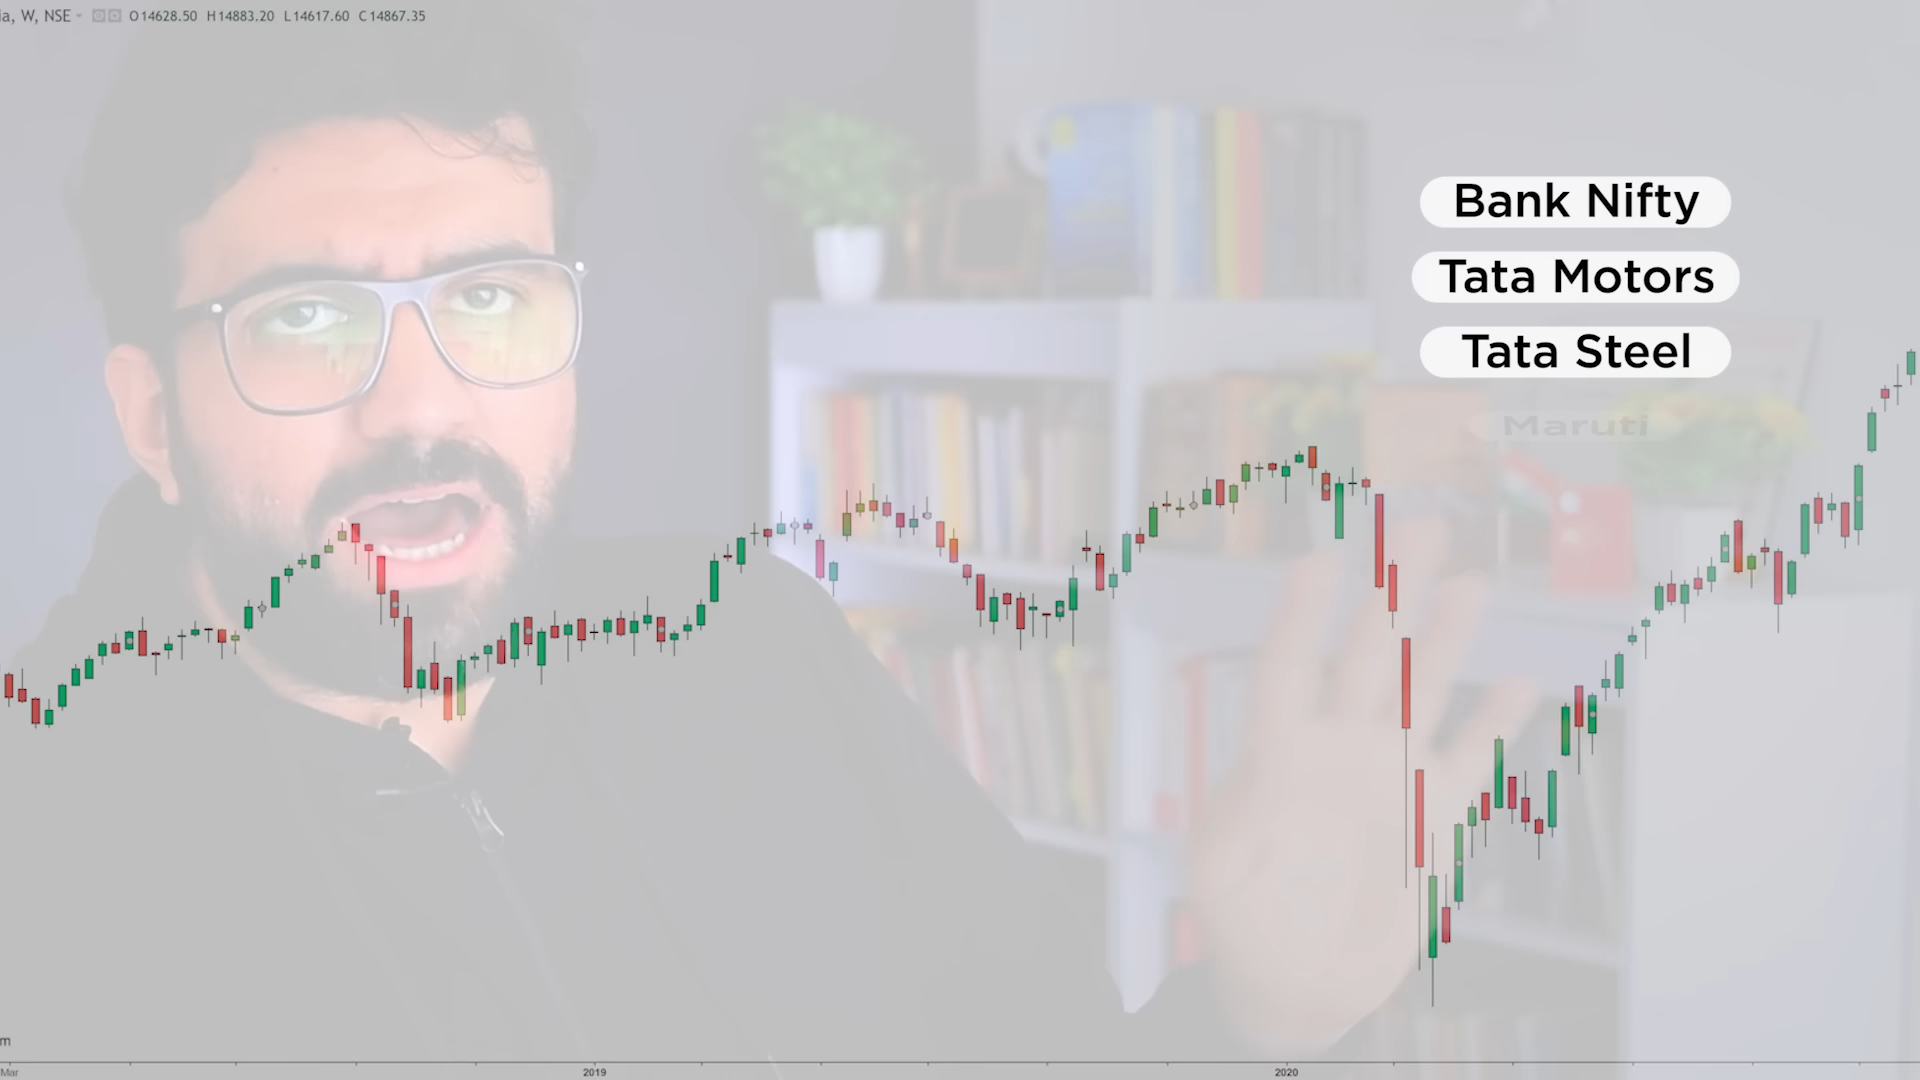 ia, W, NSE O14628.50 H14883.20 L14617.60 C14867.35
Bank Nifty
Tata Motors
Tata Steel
Maruti
m
Mar 2019 2020